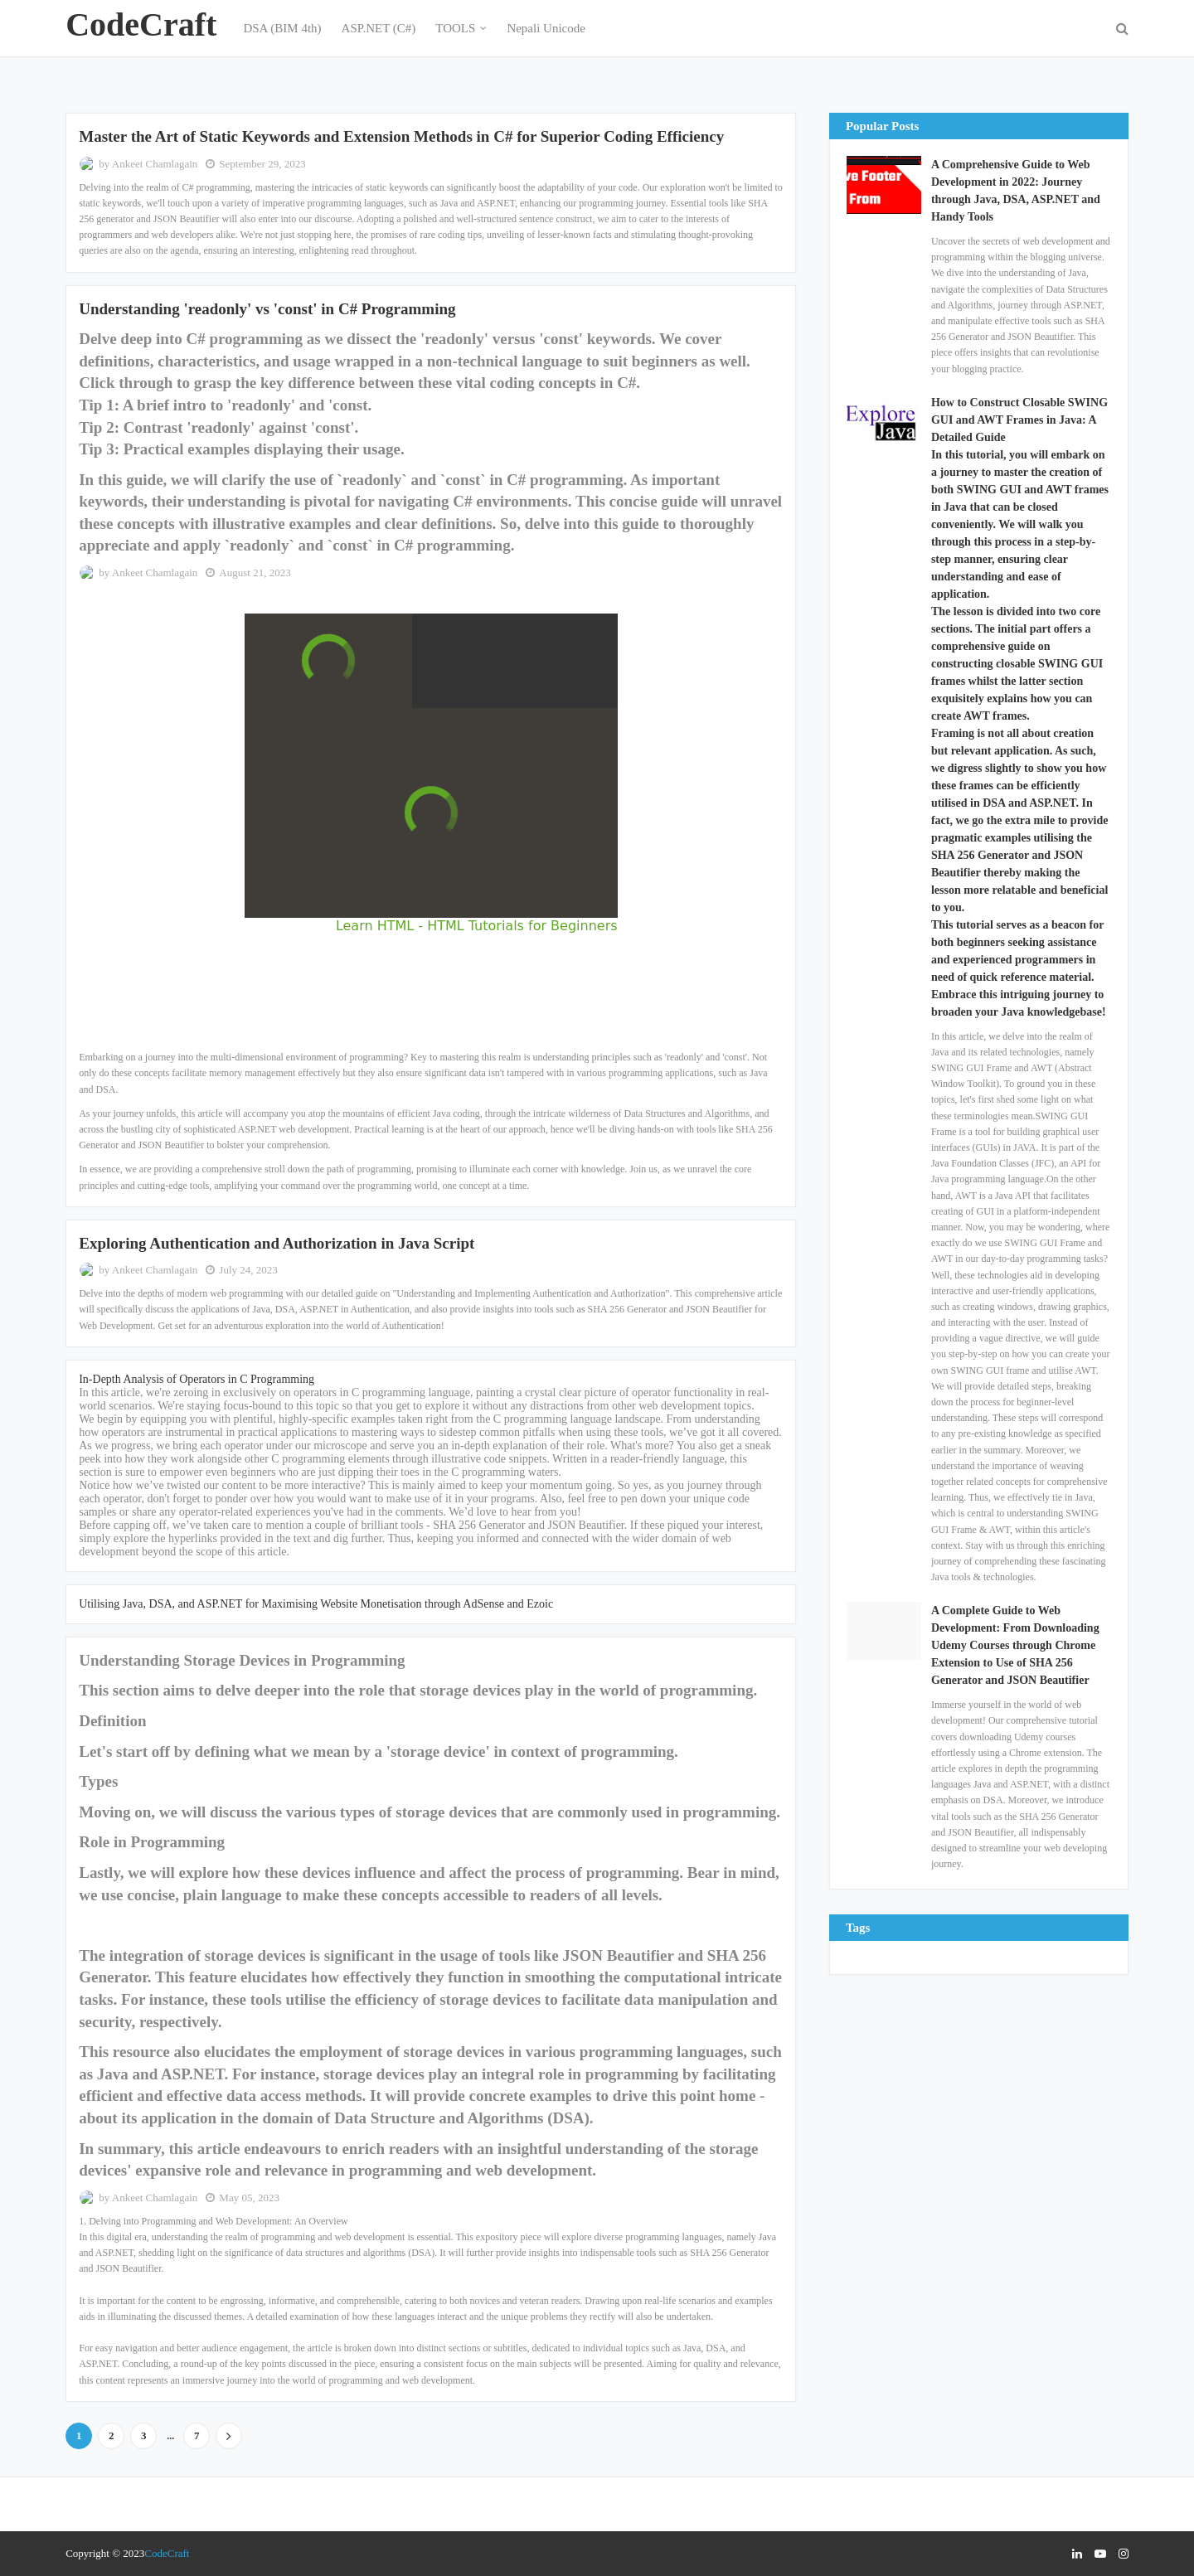 CodeCraft
DSA (BIM 4th)
ASP.NET (C#)
TOOLS
Nepali Unicode
Master the Art of Static Keywords and Extension Methods in C# for Superior Coding Efficiency
by Ankeet Chamlagain September 29, 2023
Delving into the realm of C# programming, mastering the intricacies of static keywords can significantly boost the adaptability of your code. Our exploration won't be limited to
static keywords, we'll touch upon a variety of imperative programming languages, such as Java and ASP.NET, enhancing our programming journey. Essential tools like SHA
256 generator and JSON Beautifier will also enter into our discourse. Adopting a polished and well-structured sentence construct, we aim to cater to the interests of
programmers and web developers alike. We're not just stopping here, the promises of rare coding tips, unveiling of lesser-known facts and stimulating thought-provoking
queries are also on the agenda, ensuring an interesting, enlightening read throughout.
Understanding 'readonly' vs 'const' in C# Programming
Delve deep into C# programming as we dissect the 'readonly' versus 'const' keywords. We cover
definitions, characteristics, and usage wrapped in a non-technical language to suit beginners as well.
Click through to grasp the key difference between these vital coding concepts in C#.
Tip 1: A brief intro to 'readonly' and 'const.
Tip 2: Contrast 'readonly' against 'const'.
Tip 3: Practical examples displaying their usage.
In this guide, we will clarify the use of `readonly` and `const` in C# programming. As important
keywords, their understanding is pivotal for navigating C# environments. This concise guide will unravel
these concepts with illustrative examples and clear definitions. So, delve into this guide to thoroughly
appreciate and apply `readonly` and `const` in C# programming.
by Ankeet Chamlagain August 21, 2023
Learn HTML - HTML Tutorials for Beginners
Embarking on a journey into the multi-dimensional environment of programming? Key to mastering this realm is understanding principles such as 'readonly' and 'const'. Not
only do these concepts facilitate memory management effectively but they also ensure significant data isn't tampered with in various programming applications, such as Java
and DSA.
As your journey unfolds, this article will accompany you atop the mountains of efficient Java coding, through the intricate wilderness of Data Structures and Algorithms, and
across the bustling city of sophisticated ASP.NET web development. Practical learning is at the heart of our approach, hence we'll be diving hands-on with tools like SHA 256
Generator and JSON Beautifier to bolster your comprehension.
In essence, we are providing a comprehensive stroll down the path of programming, promising to illuminate each corner with knowledge. Join us, as we unravel the core
principles and cutting-edge tools, amplifying your command over the programming world, one concept at a time.
Exploring Authentication and Authorization in Java Script
by Ankeet Chamlagain July 24, 2023
Delve into the depths of modern web programming with our detailed guide on "Understanding and Implementing Authentication and Authorization". This comprehensive article
will specifically discuss the applications of Java, DSA, ASP.NET in Authentication, and also provide insights into tools such as SHA 256 Generator and JSON Beautifier for
Web Development. Get set for an adventurous exploration into the world of Authentication!
In-Depth Analysis of Operators in C Programming
In this article, we're zeroing in exclusively on operators in C programming language, painting a crystal clear picture of operator functionality in real-
world scenarios. We're staying focus-bound to this topic so that you get to explore it without any distractions from other web development topics.
We begin by equipping you with plentiful, highly-specific examples taken right from the C programming language landscape. From understanding
how operators are instrumental in practical applications to mastering ways to sidestep common pitfalls when using these tools, we’ve got it all covered.
As we progress, we bring each operator under our microscope and serve you an in-depth explanation of their role. What's more? You also get a sneak
peek into how they work alongside other C programming elements through illustrative code snippets. Written in a reader-friendly language, this
section is sure to empower even beginners who are just dipping their toes in the C programming waters.
Notice how we’ve twisted our content to be more interactive? This is mainly aimed to keep your momentum going. So yes, as you journey through
each operator, don't forget to ponder over how you would want to make use of it in your programs. Also, feel free to pen down your unique code
samples or share any operator-related experiences you've had in the comments. We’d love to hear from you!
Before capping off, we’ve taken care to mention a couple of brilliant tools - SHA 256 Generator and JSON Beautifier. If these piqued your interest,
simply explore the hyperlinks provided in the text and dig further. Thus, keeping you informed and connected with the wider domain of web
development beyond the scope of this article.
Utilising Java, DSA, and ASP.NET for Maximising Website Monetisation through AdSense and Ezoic
Understanding Storage Devices in Programming
This section aims to delve deeper into the role that storage devices play in the world of programming.
Definition
Let's start off by defining what we mean by a 'storage device' in context of programming.
Types
Moving on, we will discuss the various types of storage devices that are commonly used in programming.
Role in Programming
Lastly, we will explore how these devices influence and affect the process of programming. Bear in mind,
we use concise, plain language to make these concepts accessible to readers of all levels.
The integration of storage devices is significant in the usage of tools like JSON Beautifier and SHA 256
Generator. This feature elucidates how effectively they function in smoothing the computational intricate
tasks. For instance, these tools utilise the efficiency of storage devices to facilitate data manipulation and
security, respectively.
This resource also elucidates the employment of storage devices in various programming languages, such
as Java and ASP.NET. For instance, storage devices play an integral role in programming by facilitating
efficient and effective data access methods. It will provide concrete examples to drive this point home -
about its application in the domain of Data Structure and Algorithms (DSA).
In summary, this article endeavours to enrich readers with an insightful understanding of the storage
devices' expansive role and relevance in programming and web development.
by Ankeet Chamlagain May 05, 2023
1. Delving into Programming and Web Development: An Overview
In this digital era, understanding the realm of programming and web development is essential. This expository piece will explore diverse programming languages, namely Java
and ASP.NET, shedding light on the significance of data structures and algorithms (DSA). It will further provide insights into indispensable tools such as SHA 256 Generator
and JSON Beautifier.
It is important for the content to be engrossing, informative, and comprehensible, catering to both novices and veteran readers. Drawing upon real-life scenarios and examples
aids in illuminating the discussed themes. A detailed examination of how these languages interact and the unique problems they rectify will also be undertaken.
For easy navigation and better audience engagement, the article is broken down into distinct sections or subtitles, dedicated to individual topics such as Java, DSA, and
ASP.NET. Concluding, a round-up of the key points discussed in the piece, ensuring a consistent focus on the main subjects will be presented. Aiming for quality and relevance,
this content represents an immersive journey into the world of programming and web development.
1 2 3 ... 7
Popular Posts
ve Footer
From
A Comprehensive Guide to Web
Development in 2022: Journey
through Java, DSA, ASP.NET and
Handy Tools
Uncover the secrets of web development and
programming within the blogging universe.
We dive into the understanding of Java,
navigate the complexities of Data Structures
and Algorithms, journey through ASP.NET,
and manipulate effective tools such as SHA
256 Generator and JSON Beautifier. This
piece offers insights that can revolutionise
your blogging practice.
Explore
Java
How to Construct Closable SWING
GUI and AWT Frames in Java: A
Detailed Guide
In this tutorial, you will embark on
a journey to master the creation of
both SWING GUI and AWT frames
in Java that can be closed
conveniently. We will walk you
through this process in a step-by-
step manner, ensuring clear
understanding and ease of
application.
The lesson is divided into two core
sections. The initial part offers a
comprehensive guide on
constructing closable SWING GUI
frames whilst the latter section
exquisitely explains how you can
create AWT frames.
Framing is not all about creation
but relevant application. As such,
we digress slightly to show you how
these frames can be efficiently
utilised in DSA and ASP.NET. In
fact, we go the extra mile to provide
pragmatic examples utilising the
SHA 256 Generator and JSON
Beautifier thereby making the
lesson more relatable and beneficial
to you.
This tutorial serves as a beacon for
both beginners seeking assistance
and experienced programmers in
need of quick reference material.
Embrace this intriguing journey to
broaden your Java knowledgebase!
In this article, we delve into the realm of
Java and its related technologies, namely
SWING GUI Frame and AWT (Abstract
Window Toolkit). To ground you in these
topics, let's first shed some light on what
these terminologies mean.SWING GUI
Frame is a tool for building graphical user
interfaces (GUIs) in JAVA. It is part of the
Java Foundation Classes (JFC), an API for
Java programming language.On the other
hand, AWT is a Java API that facilitates
creating of GUI in a platform-independent
manner. Now, you may be wondering, where
exactly do we use SWING GUI Frame and
AWT in our day-to-day programming tasks?
Well, these technologies aid in developing
interactive and user-friendly applications,
such as creating windows, drawing graphics,
and interacting with the user. Instead of
providing a vague directive, we will guide
you step-by-step on how you can create your
own SWING GUI frame and utilise AWT.
We will provide detailed steps, breaking
down the process for beginner-level
understanding. These steps will correspond
to any pre-existing knowledge as specified
earlier in the summary. Moreover, we
understand the importance of weaving
together related concepts for comprehensive
learning. Thus, we effectively tie in Java,
which is central to understanding SWING
GUI Frame & AWT, within this article's
context. Stay with us through this enriching
journey of comprehending these fascinating
Java tools & technologies.
A Complete Guide to Web
Development: From Downloading
Udemy Courses through Chrome
Extension to Use of SHA 256
Generator and JSON Beautifier
Immerse yourself in the world of web
development! Our comprehensive tutorial
covers downloading Udemy courses
effortlessly using a Chrome extension. The
article explores in depth the programming
languages Java and ASP.NET, with a distinct
emphasis on DSA. Moreover, we introduce
vital tools such as the SHA 256 Generator
and JSON Beautifier, all indispensably
designed to streamline your web developing
journey.
Tags
Copyright © 2023CodeCraft